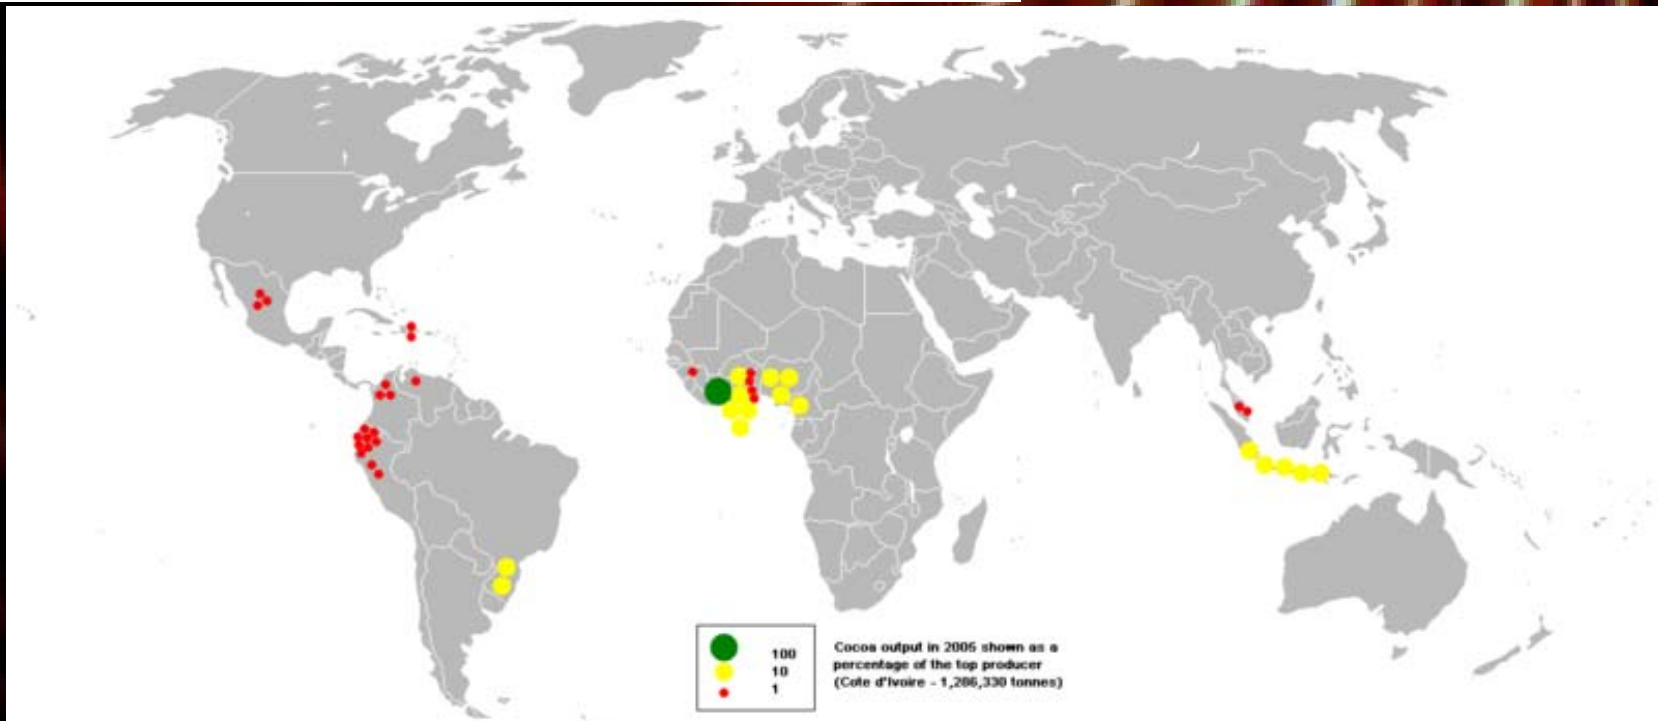 100
10
1
Cocoa output in 2005 shown as a
percentage of the top producer
(Cote d'Ivoire - 1,286,330 tonnes)